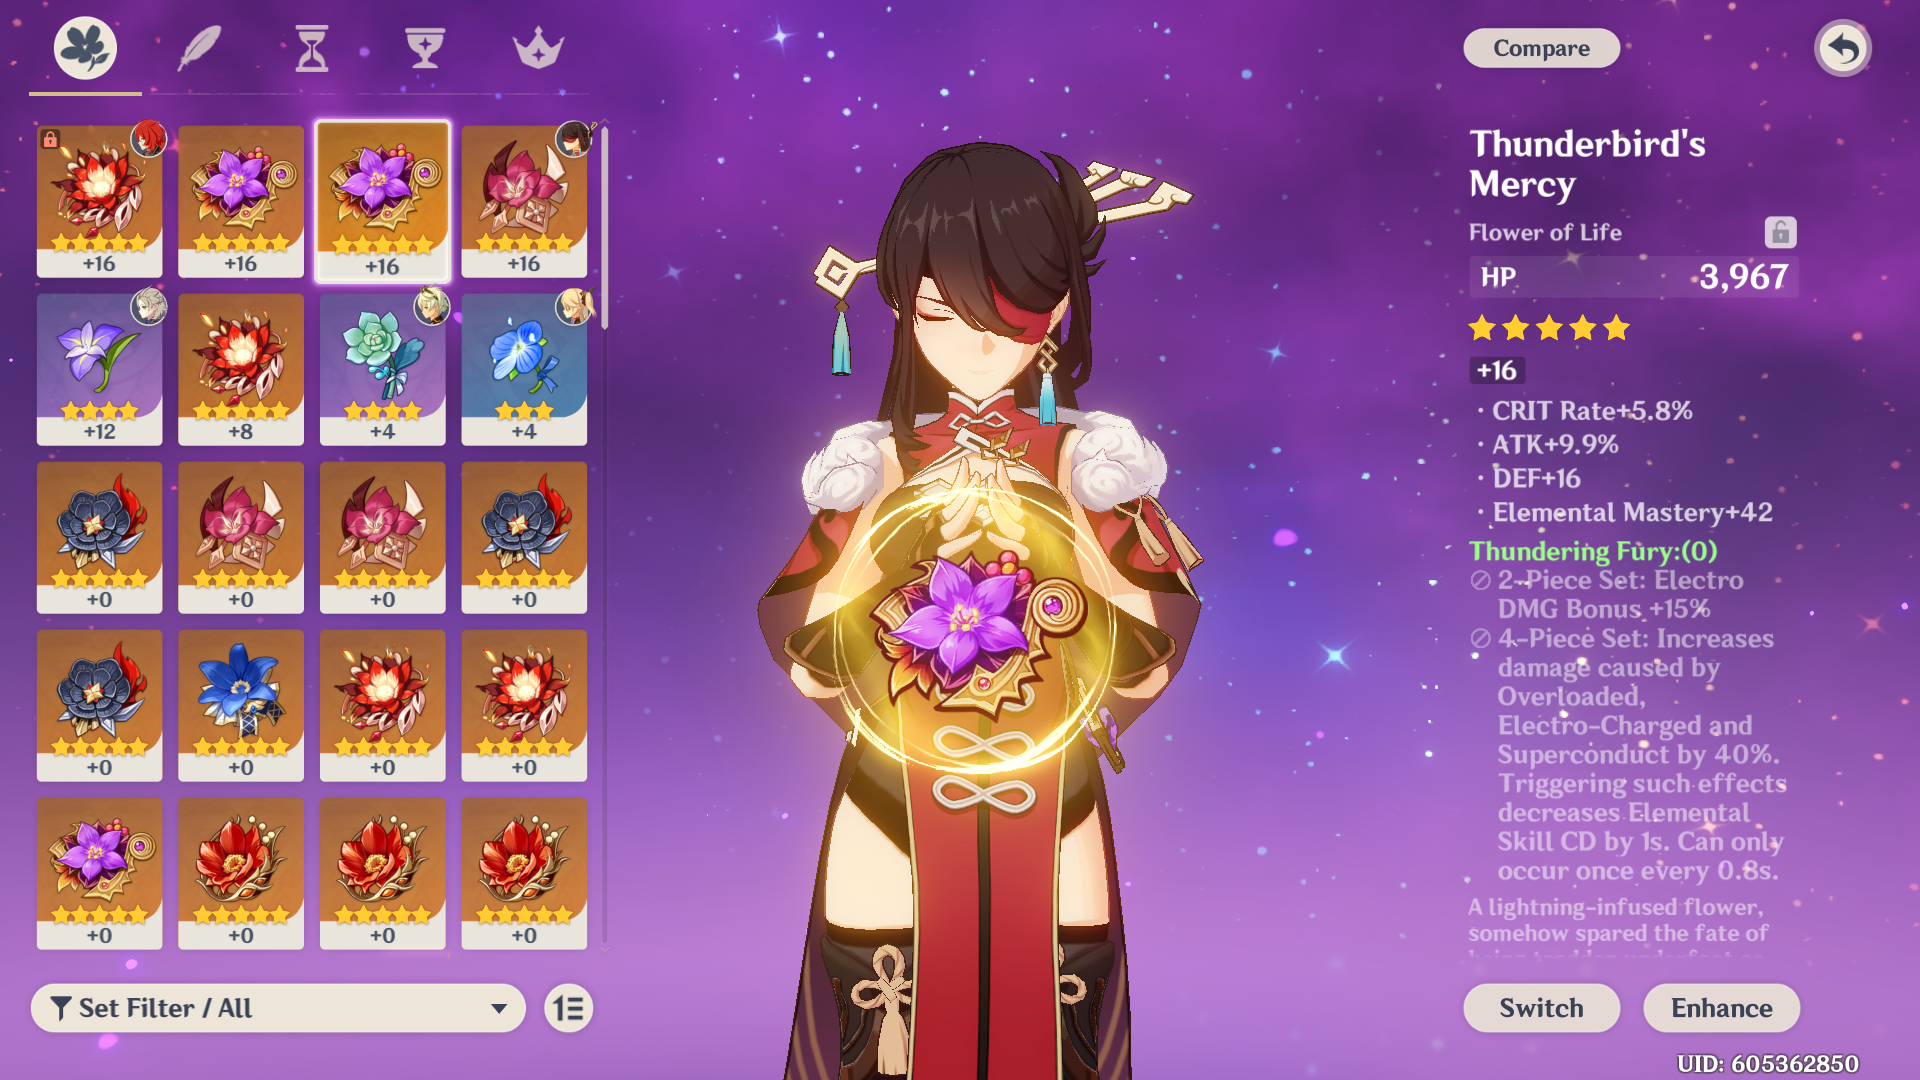 Compare
Thunderbird's
Mercy
Flower of Life
HP 3,967
+16
· CRIT Rate+5.8%
· ATK+9.9%
· DEF+16
· Elemental Mastery+42
Thundering Fury:(0)
2-Piece Set: Electro
DMG Bonus +15%
4-Piece Set: Increases
damage caused by
Overloaded,
Electro-Charged and
Superconduct by 40%.
Triggering such effects
decreases Elemental
Skill CD by 1s. Can only
occur once every 0.8s.
A lightning-infused flower,
somehow spared the fate of
+16 +16 +16 +16
+12 +8 +4 +4
+0 +0 +0 +0
+0 +0 +0 +0
+0 +0 +0 +0
Set Filter / All
Switch Enhance
UID: 605362850